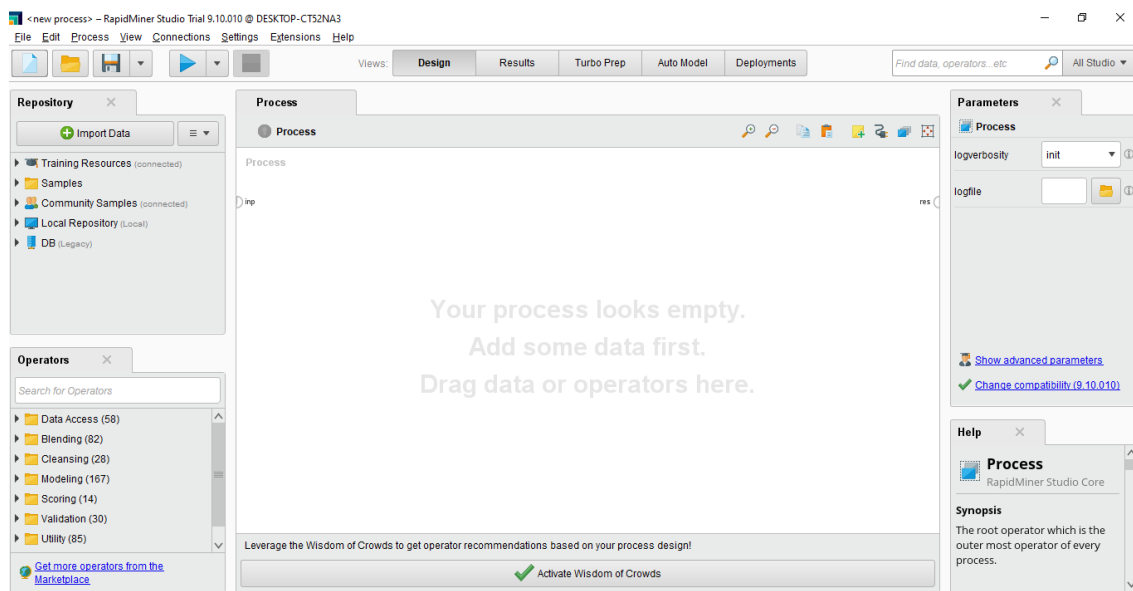 <new process> – RapidMiner Studio Trial 9.10.010 @ DESKTOP-CT52NA3
File Edit Process View Connections Settings Extensions Help
Views: Design Results Turbo Prep Auto Model Deployments
Find data, operators...etc
All Studio
Repository
Import Data
Training Resources (connected)
Samples
Community Samples (connected)
Local Repository (Local)
DB (Legacy)
Operators
Search for Operators
Data Access (58)
Blending (82)
Cleansing (28)
Modeling (167)
Scoring (14)
Validation (30)
Utility (85)
Get more operators from the
Marketplace
Process
Process
Process
inp
res
Your process looks empty.
Add some data first.
Drag data or operators here.
Leverage the Wisdom of Crowds to get operator recommendations based on your process design!
Activate Wisdom of Crowds
Parameters
Process
logverbosity init
logfile
Show advanced parameters
Change compatibility (9.10.010)
Help
Process
RapidMiner Studio Core
Synopsis
The root operator which is the
outer most operator of every
process.